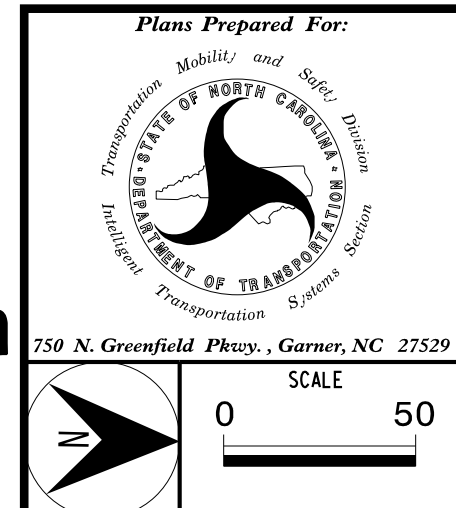 Plans Prepared For:
Transportation Mobility and Safety Division
STATE OF NORTH CAROLINA
DEPARTMENT OF TRANSPORTATION
Intelligent Transportation Systems Section
750 N. Greenfield Pkwy. , Garner, NC 27529
N
SCALE
0 50